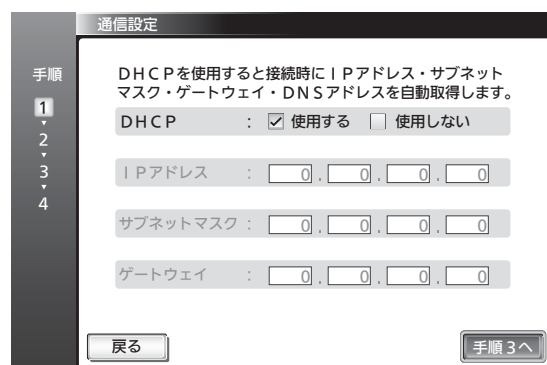 通信設定
手順
1
2
3
4
DHCPを使用すると接続時にIPアドレス・サブネット
マスク・ゲートウェイ・DNSアドレスを自動取得します。
DHCP : 使用する 使用しない
IPアドレス : 0 . 0 . 0 . 0
サブネットマスク : 0 . 0 . 0 . 0
ゲートウェイ : 0 . 0 . 0 . 0
戻る
手順3へ